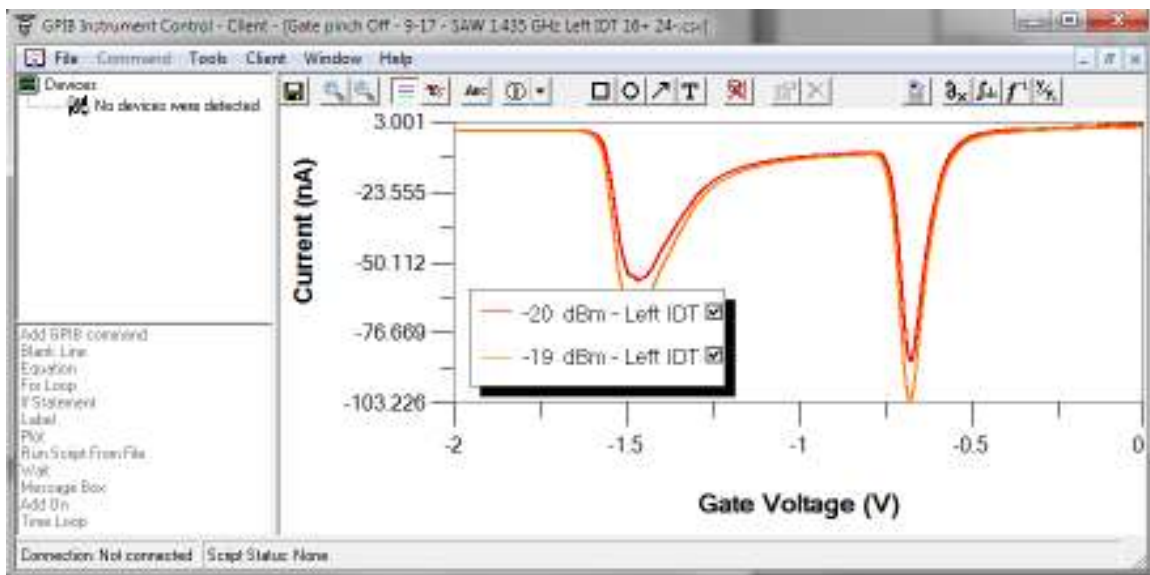 GPIB Instrument Control - Client - [Gate pinch Off - 9-17 - SAW 1.435 GHz Left IDT 16+ 24-.csv]
File Command Tools Client Window Help
Devices
No devices were detected
Abc
T
3.001
-23.555
-50.112
-76.669
-103.226
Current (nA)
-20 dBm - Left IDT
-19 dBm - Left IDT
-2
-1.5
-1
-0.5
0
Gate Voltage (V)
Add GPIB command
Blank Line
Equation
For Loop
If Statement
Label
Plot
Run Script From File
Wait
Message Box
Add On
Time Loop
Connection: Not connected
Script Status: None